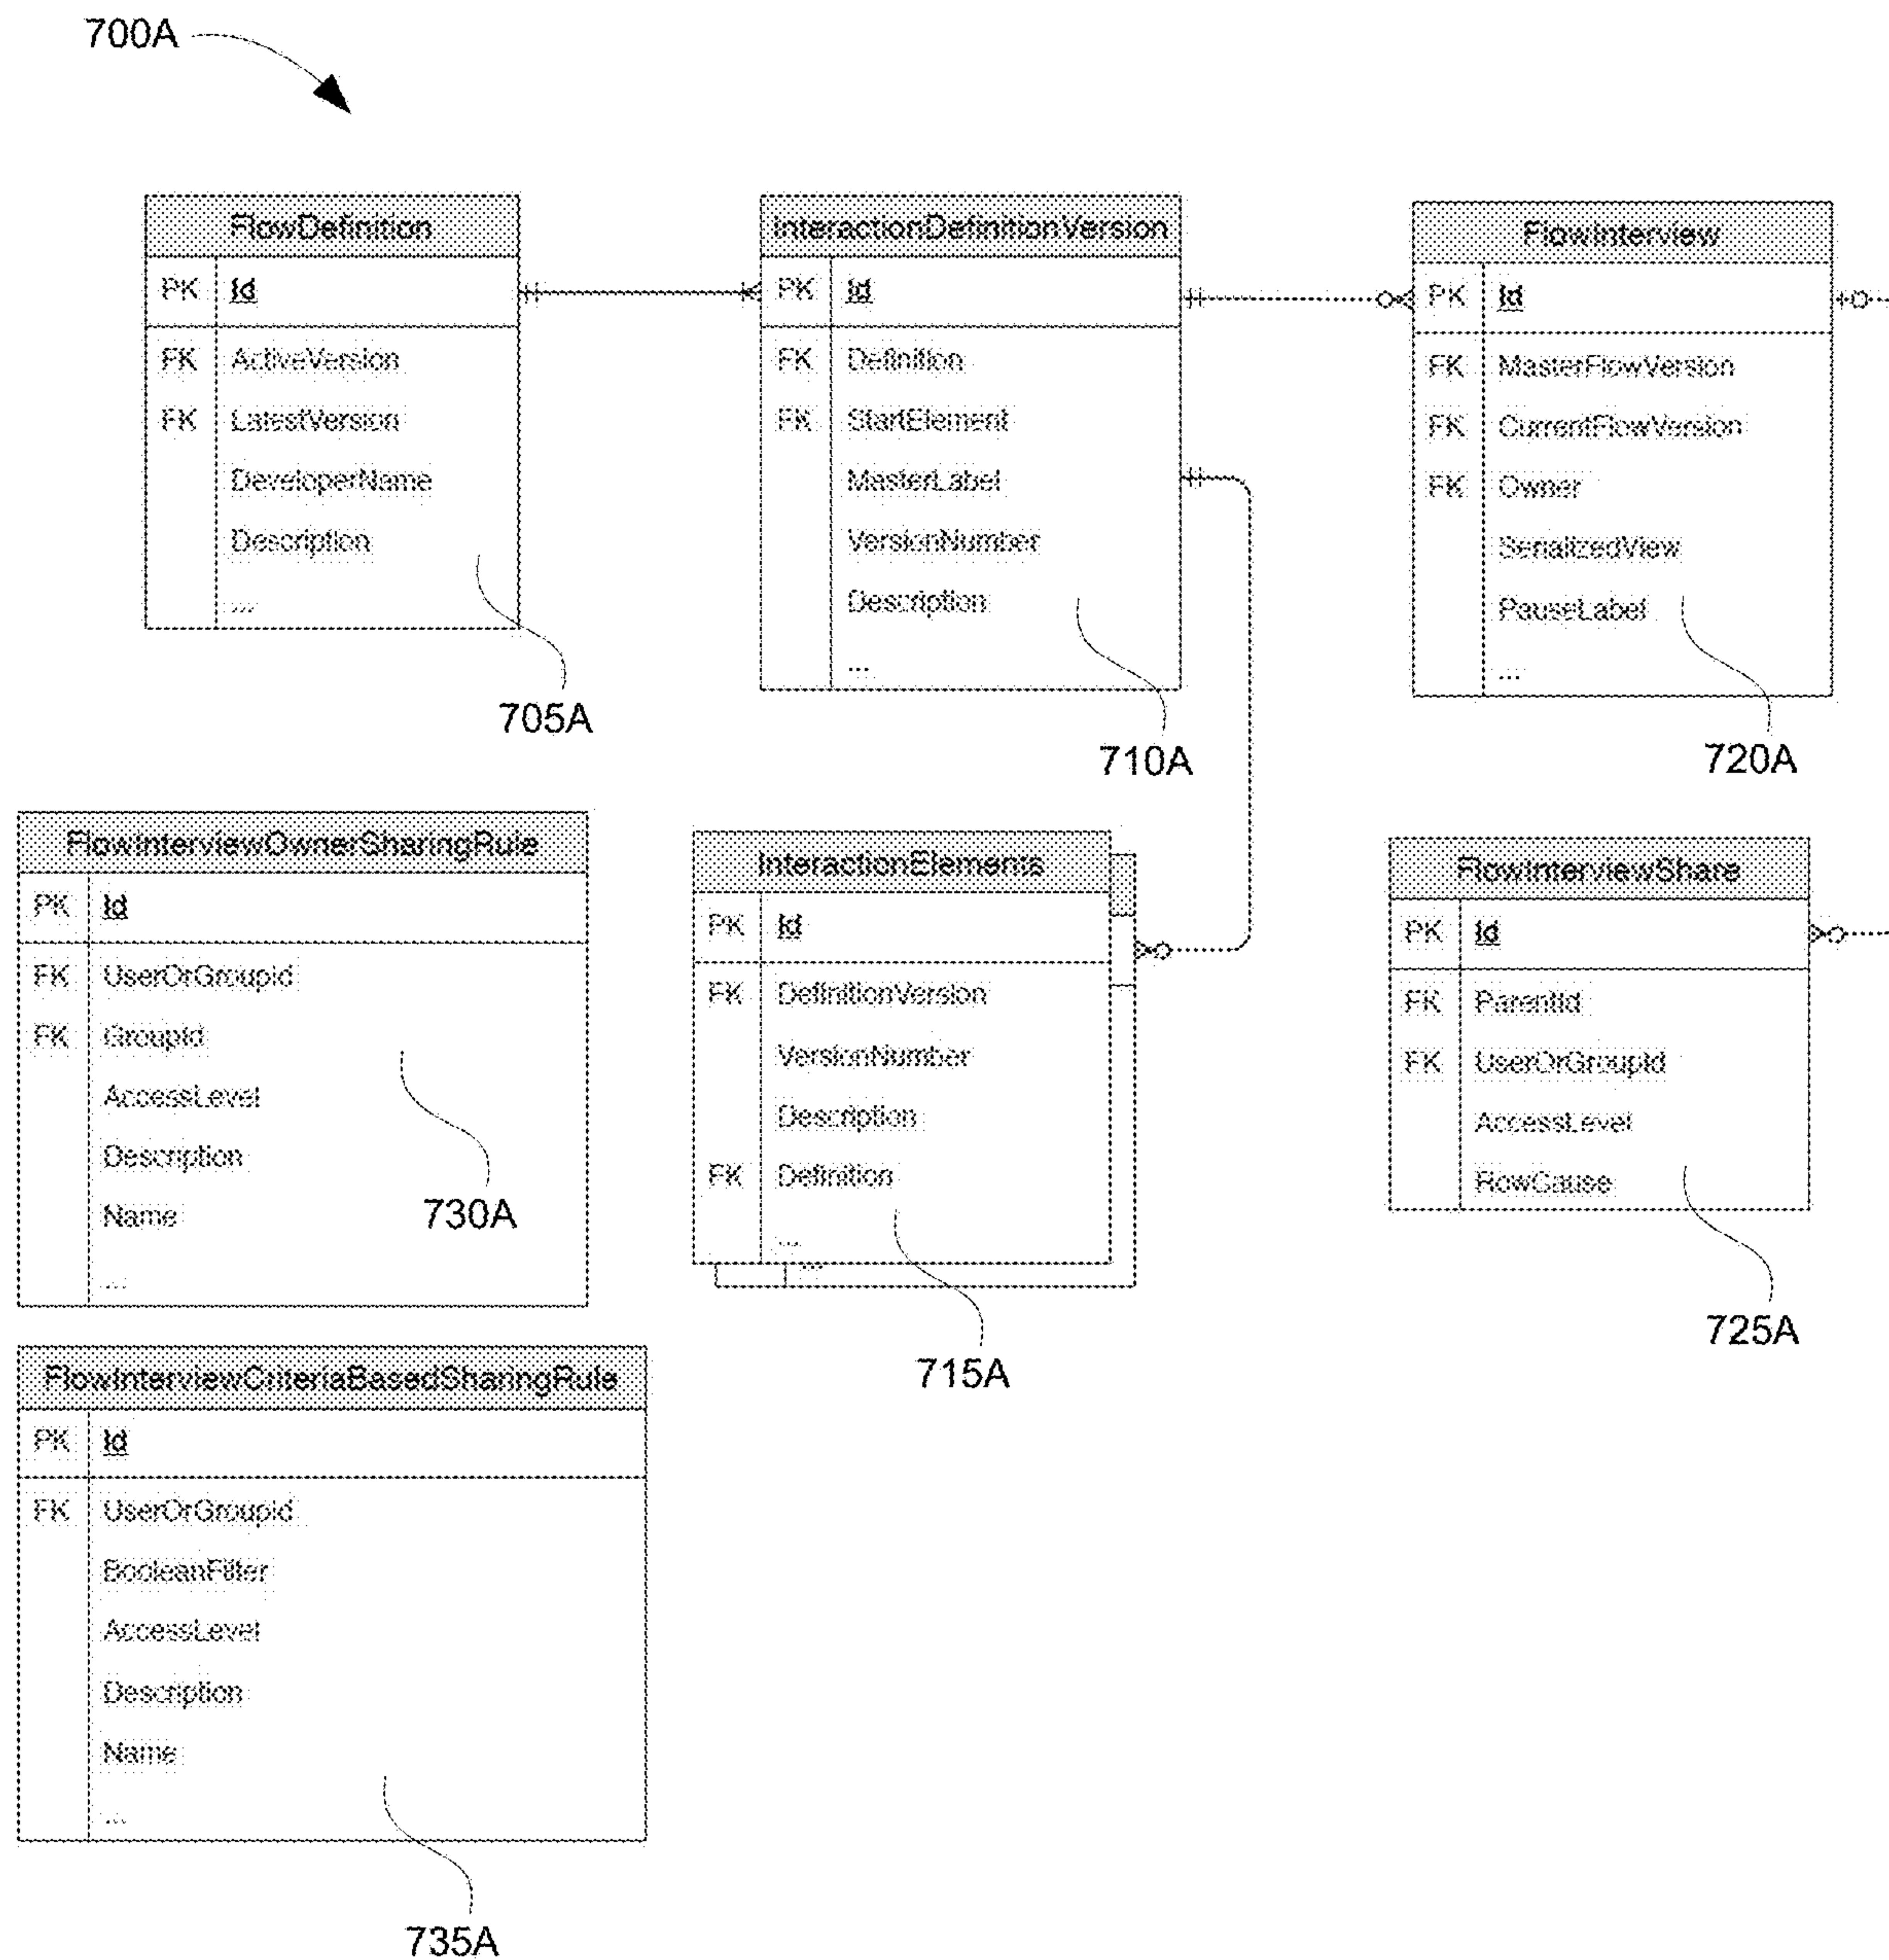 700A
FlowDefinition
PK Id
FK ActiveVersion
FK LatestVersion
DeveloperName
Description
...
705A
InteractionDefinitionVersion
PK Id
FK Definition
FK StartElement
MasterLabel
VersionNumber
Description
...
710A
FlowInterview
PK Id
FK MasterFlowVersion
FK CurrentFlowVersion
FK Owner
SerializedView
PauseLabel
...
720A
FlowInterviewOwnerSharingRule
PK Id
FK UserOrGroupId
FK GroupId
AccessLevel
Description
Name
...
730A
InteractionElements
PK Id
FK DefinitionVersion
VersionNumber
Description
FK Definition
...
...
715A
FlowInterviewShare
PK Id
FK ParentId
FK UserOrGroupId
AccessLevel
RowCause
725A
FlowInterviewCriteriaBasedSharingRule
PK Id
FK UserOrGroupId
BooleanFilter
AccessLevel
Description
Name
...
735A